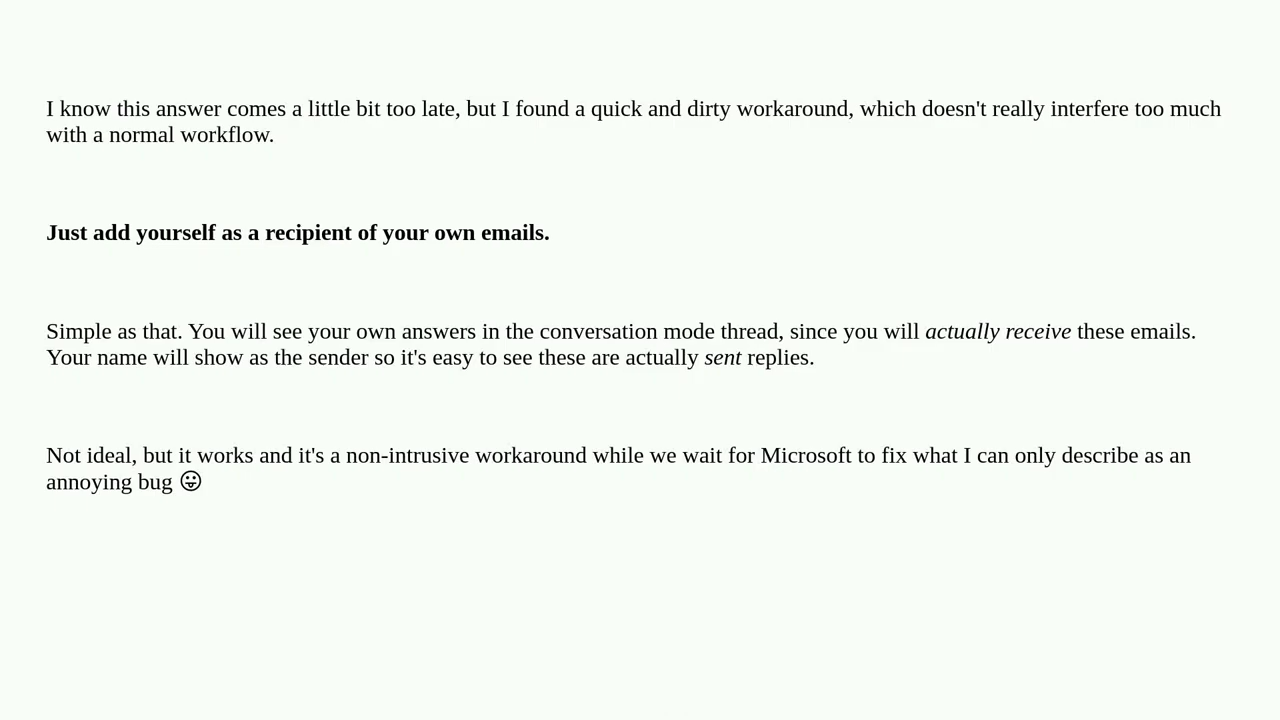 I know this answer comes a little bit too late, but I found a quick and dirty workaround, which doesn't really interfere too much
with a normal workflow.
Just add yourself as a recipient of your own emails.
Simple as that. You will see your own answers in the conversation mode thread, since you will actually receive these emails.
Your name will show as the sender so it's easy to see these are actually sent replies.
Not ideal, but it works and it's a non-intrusive workaround while we wait for Microsoft to fix what I can only describe as an
annoying bug 😛